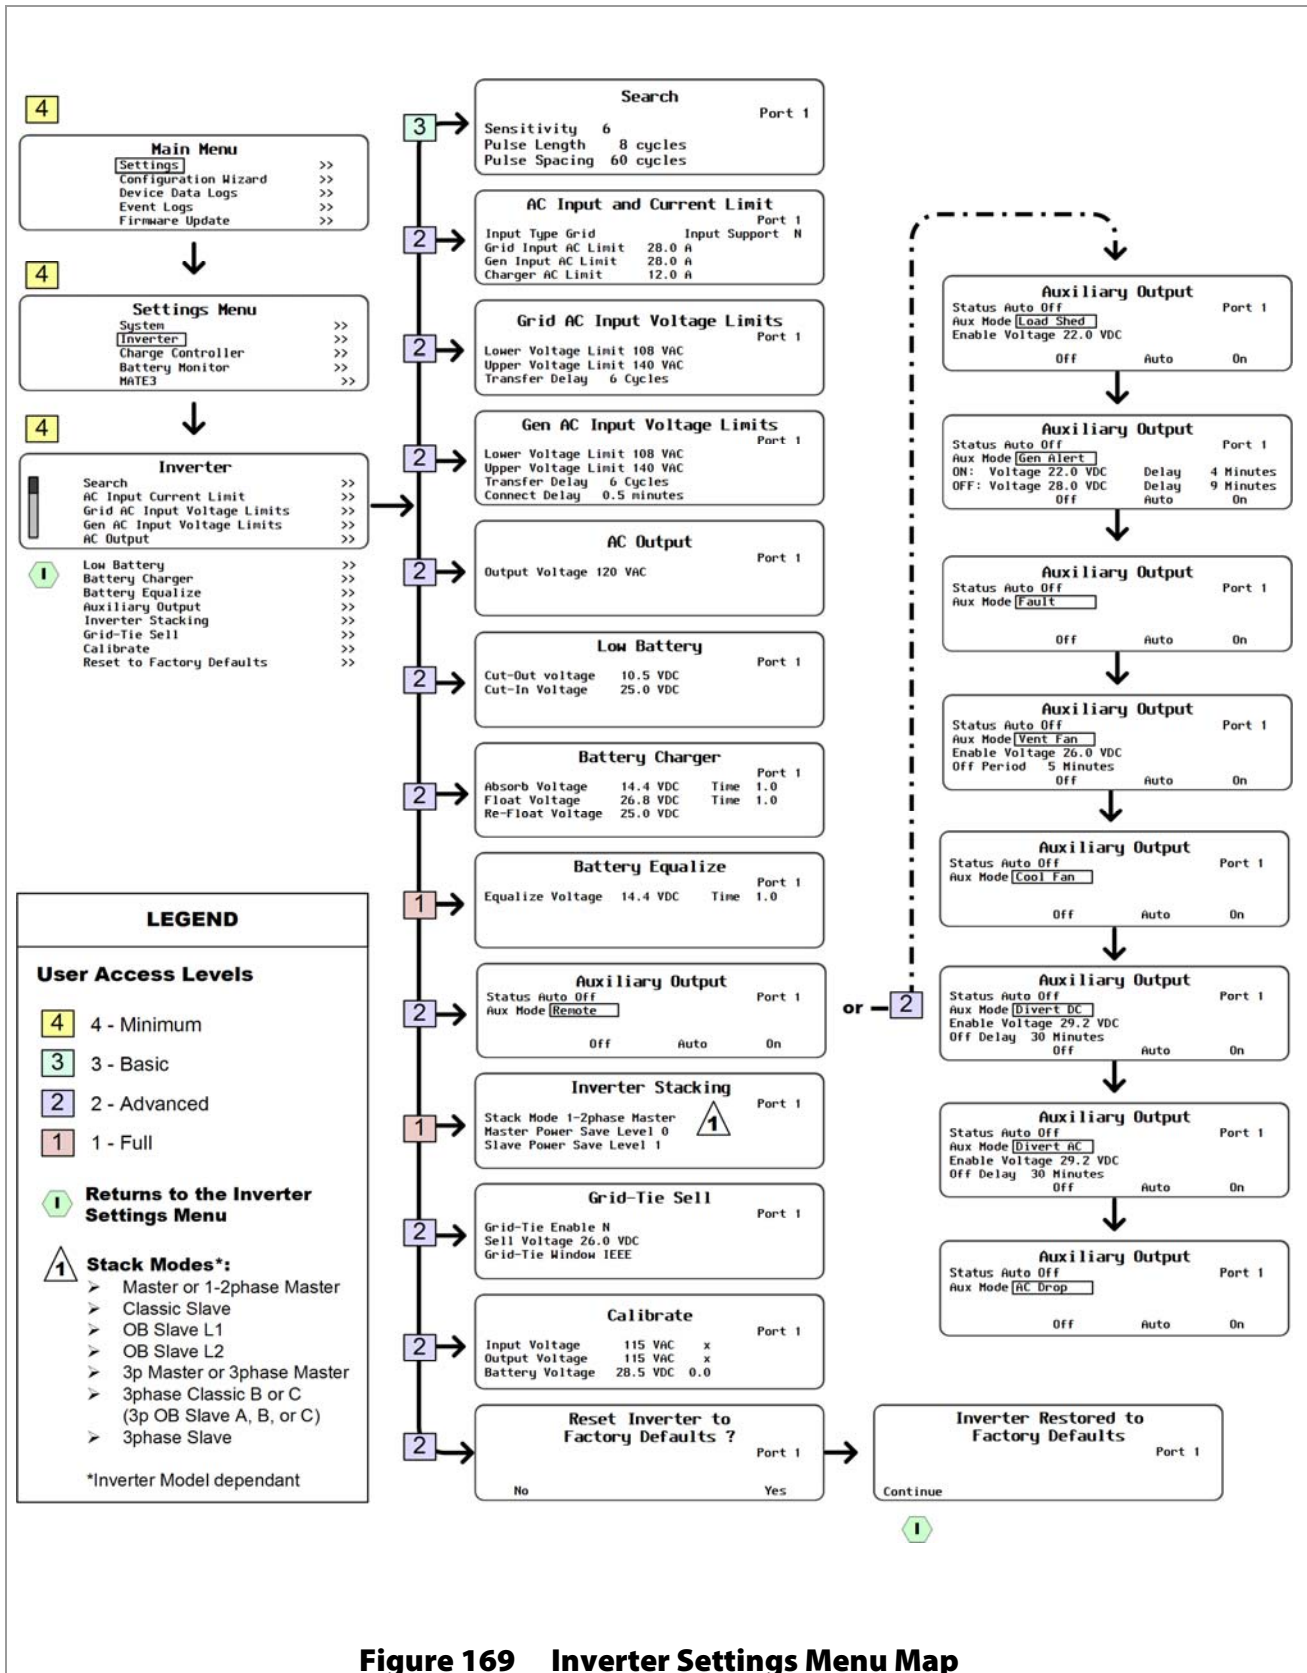 4
Main Menu
Settings >>
Configuration Wizard >>
Device Data Logs >>
Event Logs >>
Firmware Update >>
4
Settings Menu
System >>
Inverter >>
Charge Controller >>
Battery Monitor >>
MATE3 >>
4
Inverter
Search >>
AC Input Current Limit >>
Grid AC Input Voltage Limits >>
Gen AC Input Voltage Limits >>
AC Output >>
I
Low Battery >>
Battery Charger >>
Battery Equalize >>
Auxiliary Output >>
Inverter Stacking >>
Grid-Tie Sell >>
Calibrate >>
Reset to Factory Defaults >>
LEGEND
User Access Levels
4 4 - Minimum
3 3 - Basic
2 2 - Advanced
1 1 - Full
I Returns to the Inverter
Settings Menu
1 Stack Modes*:
➢ Master or 1-2phase Master
➢ Classic Slave
➢ OB Slave L1
➢ OB Slave L2
➢ 3p Master or 3phase Master
➢ 3phase Classic B or C
(3p OB Slave A, B, or C)
➢ 3phase Slave
*Inverter Model dependant
3
Search
Port 1
Sensitivity 6
Pulse Length 8 cycles
Pulse Spacing 60 cycles
2
AC Input and Current Limit
Port 1
Input Type Grid Input Support N
Grid Input AC Limit 28.0 A
Gen Input AC Limit 28.0 A
Charger AC Limit 12.0 A
2
Grid AC Input Voltage Limits
Port 1
Lower Voltage Limit 108 VAC
Upper Voltage Limit 140 VAC
Transfer Delay 6 Cycles
2
Gen AC Input Voltage Limits
Port 1
Lower Voltage Limit 108 VAC
Upper Voltage Limit 140 VAC
Transfer Delay 6 Cycles
Connect Delay 0.5 minutes
2
AC Output
Port 1
Output Voltage 120 VAC
2
Low Battery
Port 1
Cut-Out voltage 10.5 VDC
Cut-In Voltage 25.0 VDC
2
Battery Charger
Port 1
Absorb Voltage 14.4 VDC Time 1.0
Float Voltage 26.8 VDC Time 1.0
Re-Float Voltage 25.0 VDC
1
Battery Equalize
Port 1
Equalize Voltage 14.4 VDC Time 1.0
2
Auxiliary Output
Status Auto Off Port 1
Aux Mode Remote
Off Auto On
or 2
1
Inverter Stacking
Port 1
Stack Mode 1-2phase Master
Master Power Save Level 0
Slave Power Save Level 1
1
2
Grid-Tie Sell
Port 1
Grid-Tie Enable N
Sell Voltage 26.0 VDC
Grid-Tie Window IEEE
2
Calibrate
Port 1
Input Voltage 115 VAC x
Output Voltage 115 VAC x
Battery Voltage 28.5 VDC 0.0
2
Reset Inverter to
Factory Defaults ?
Port 1
No Yes
Inverter Restored to
Factory Defaults
Port 1
Continue
I
Auxiliary Output
Status Auto Off Port 1
Aux Mode Load Shed
Enable Voltage 22.0 VDC
Off Auto On
Auxiliary Output
Status Auto Off Port 1
Aux Mode Gen Alert
ON: Voltage 22.0 VDC Delay 4 Minutes
OFF: Voltage 28.0 VDC Delay 9 Minutes
Off Auto On
Auxiliary Output
Status Auto Off Port 1
Aux Mode Fault
Off Auto On
Auxiliary Output
Status Auto Off Port 1
Aux Mode Vent Fan
Enable Voltage 26.0 VDC
Off Period 5 Minutes
Off Auto On
Auxiliary Output
Status Auto Off Port 1
Aux Mode Cool Fan
Off Auto On
Auxiliary Output
Status Auto Off Port 1
Aux Mode Divert DC
Enable Voltage 29.2 VDC
Off Delay 30 Minutes
Off Auto On
Auxiliary Output
Status Auto Off Port 1
Aux Mode Divert AC
Enable Voltage 29.2 VDC
Off Delay 30 Minutes
Off Auto On
Auxiliary Output
Status Auto Off Port 1
Aux Mode AC Drop
Off Auto On
Figure 169 Inverter Settings Menu Map